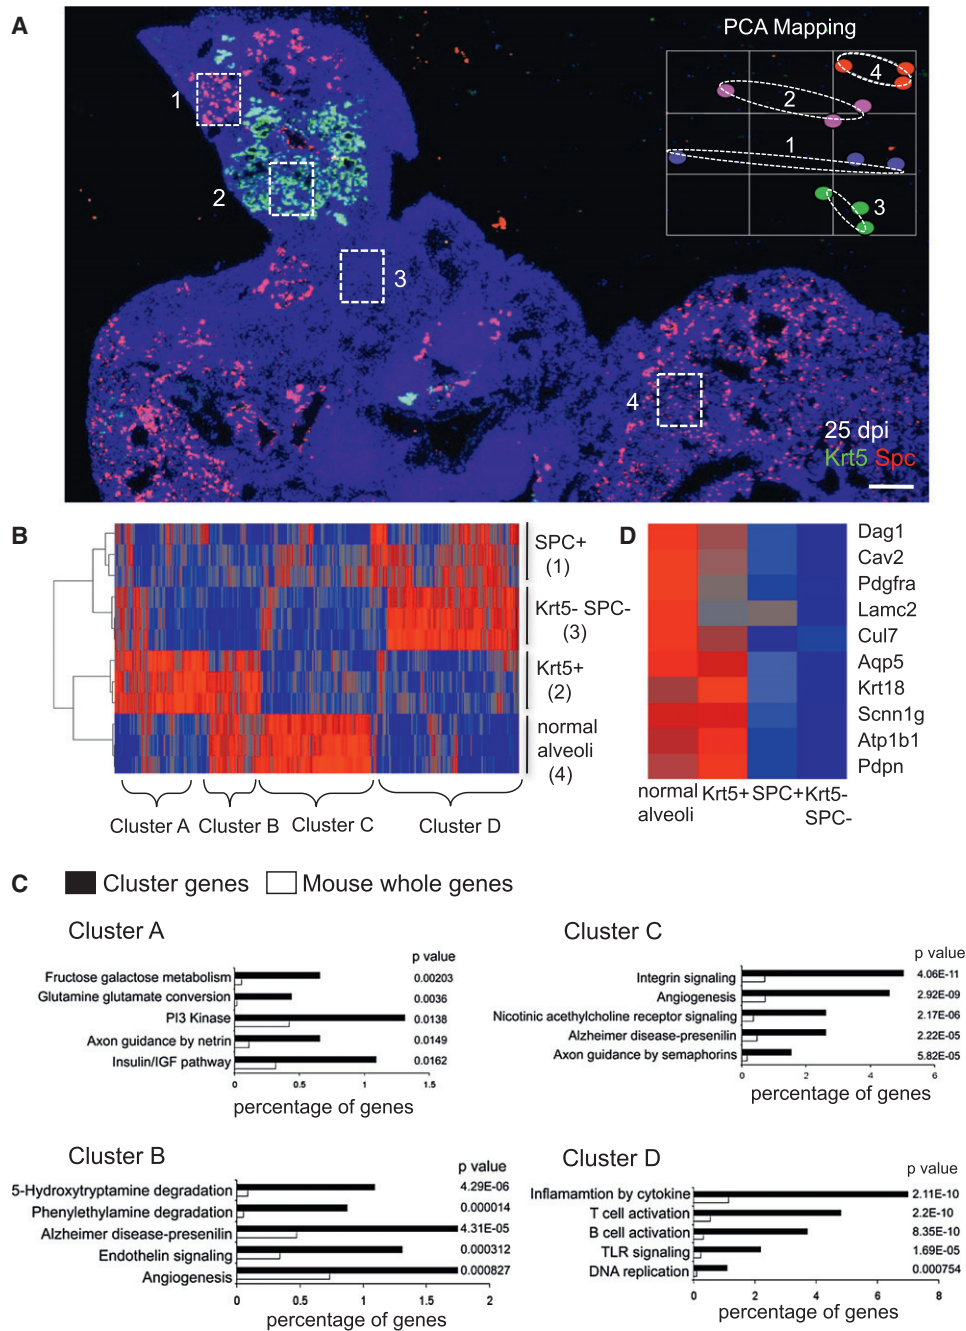 A
PCA Mapping
4
2
1
3
1
2
3
4
25 dpi
Krt5 Spc
B
SPC+
(1)
Krt5- SPC-
(3)
Krt5+
(2)
normal
alveoli
(4)
Cluster A
Cluster B
Cluster C
Cluster D
D
Dag1
Cav2
Pdgfra
Lamc2
Cul7
Aqp5
Krt18
Scnn1g
Atp1b1
Pdpn
normal
alveoli
Krt5+
SPC+
Krt5-
SPC-
C
Cluster genes
Mouse whole genes
Cluster A
p value
Fructose galactose metabolism 0.00203
Glutamine glutamate conversion 0.0036
PI3 Kinase 0.0138
Axon guidance by netrin 0.0149
Insulin/IGF pathway 0.0162
0 0.5 1 1.5
percentage of genes
Cluster C
p value
Integrin signaling 4.06E-11
Angiogenesis 2.92E-09
Nicotinic acetylcholine receptor signaling 2.17E-06
Alzheimer disease-presenilin 2.22E-05
Axon guidance by semaphorins 5.82E-05
0 2 4 6
percentage of genes
Cluster B
p value
5-Hydroxytryptamine degradation 4.29E-06
Phenylethylamine degradation 0.000014
Alzheimer disease-presenilin 4.31E-05
Endothelin signaling 0.000312
Angiogenesis 0.000827
0 0.5 1 1.5 2
percentage of genes
Cluster D
p value
Inflamamtion by cytokine 2.11E-10
T cell activation 2.2E-10
B cell activation 8.35E-10
TLR signaling 1.69E-05
DNA replication 0.000754
0 2 4 6 8
percentage of genes